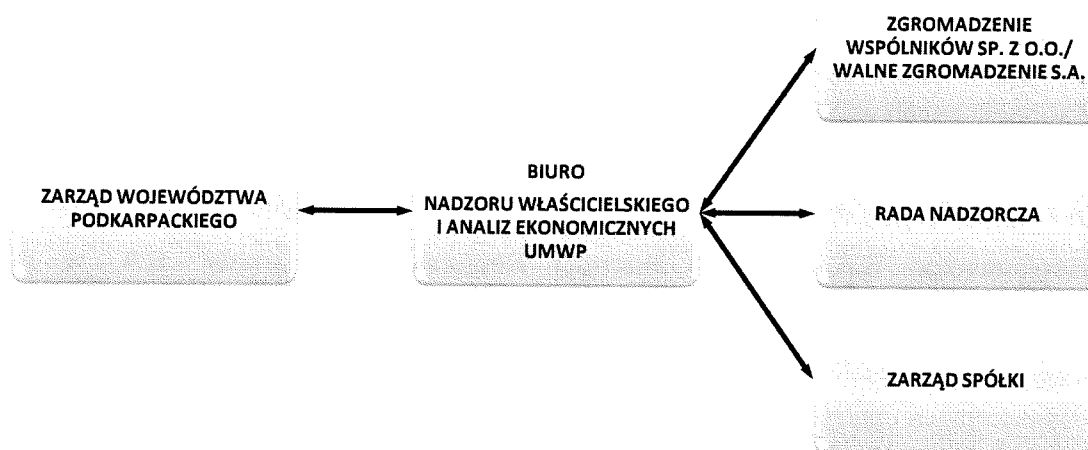 ZARZĄD WOJEWÓDZTWA
PODKARPACKIEGO
BIURO
NADZORU WŁAŚCICIELSKIEGO
I ANALIZ EKONOMICZNYCH
UMWP
ZGROMADZENIE
WSPÓLNIKÓW SP. Z O.O./
WALNE ZGROMADZENIE S.A.
RADA NADZORCZA
ZARZĄD SPÓŁKI